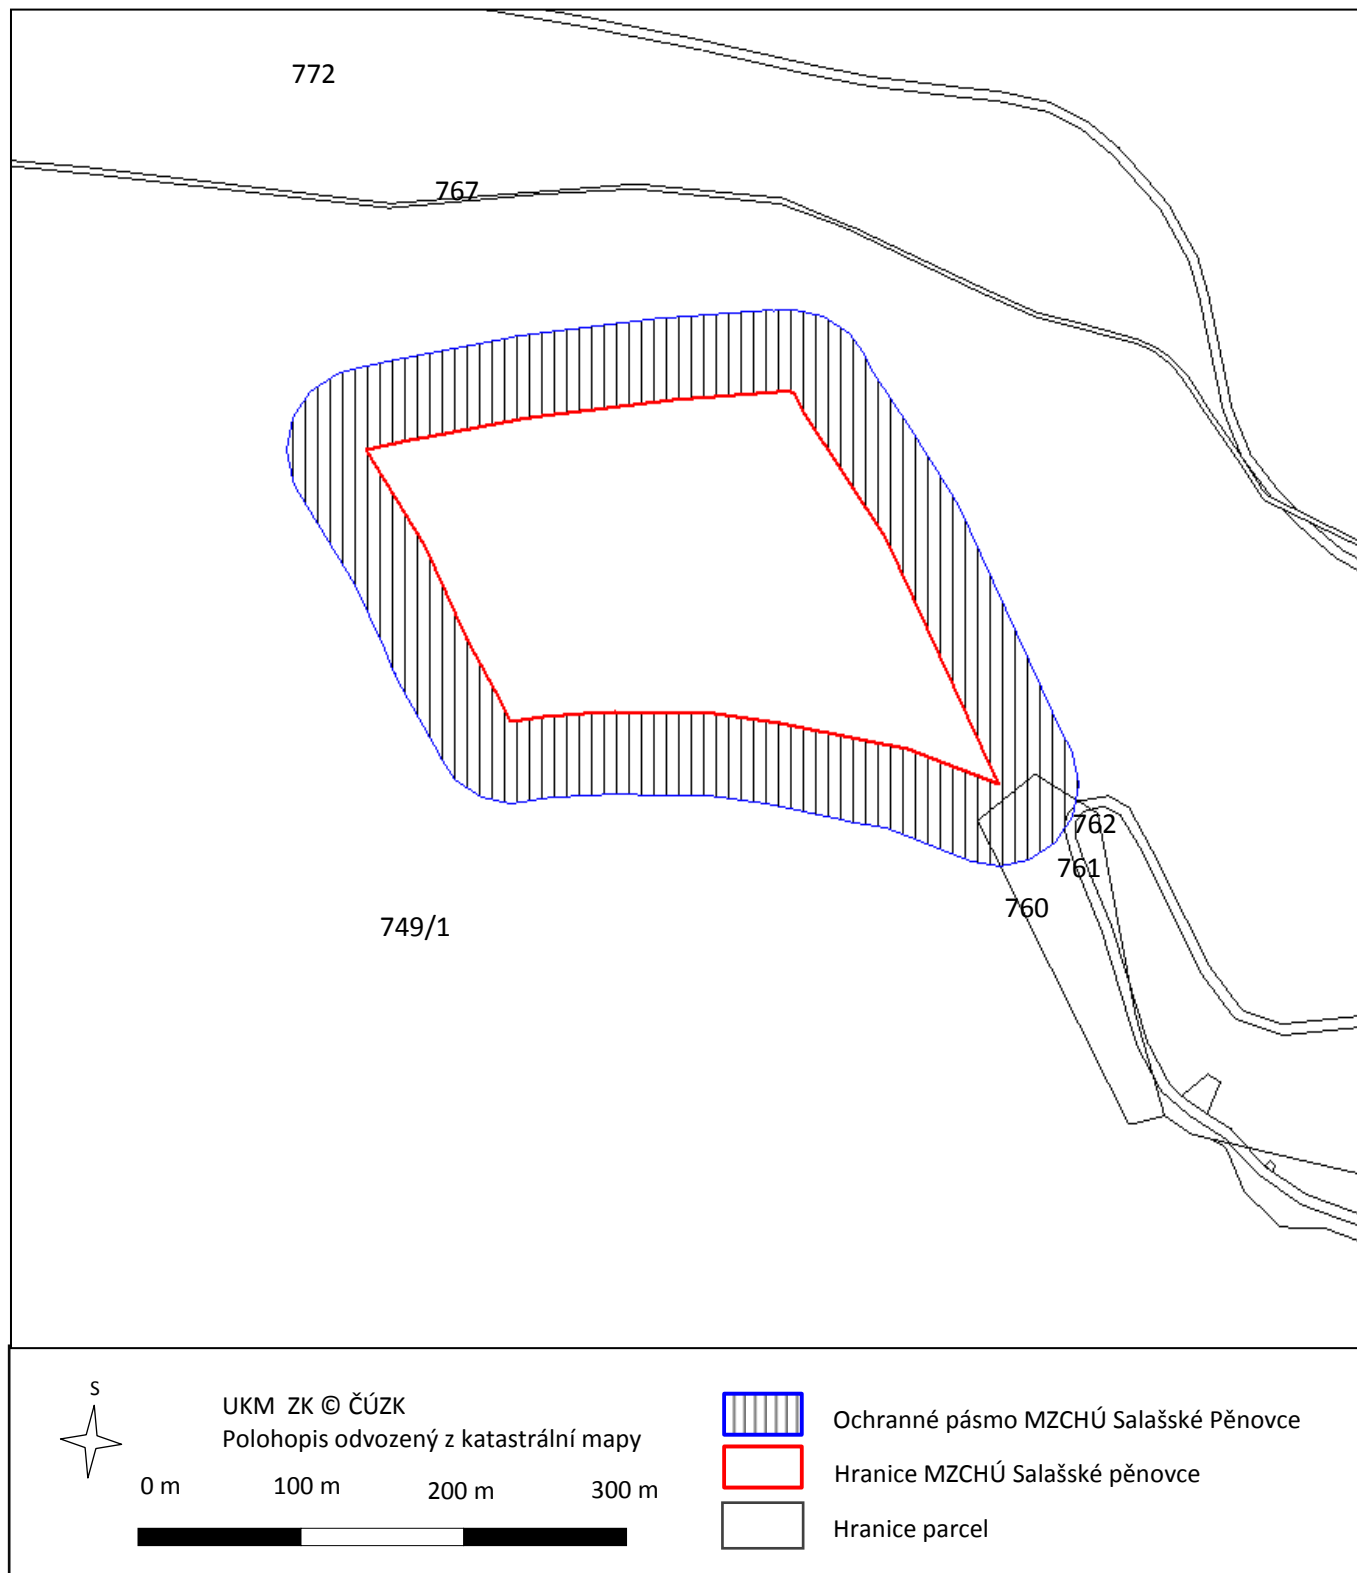 772
767
762
761
760
749/1
S
UKM ZK © ČÚZK
Polohopis odvozený z katastrální mapy
0 m 100 m 200 m 300 m
Ochranné pásmo MZCHÚ Salašské Pěnovce
Hranice MZCHÚ Salašské pěnovce
Hranice parcel